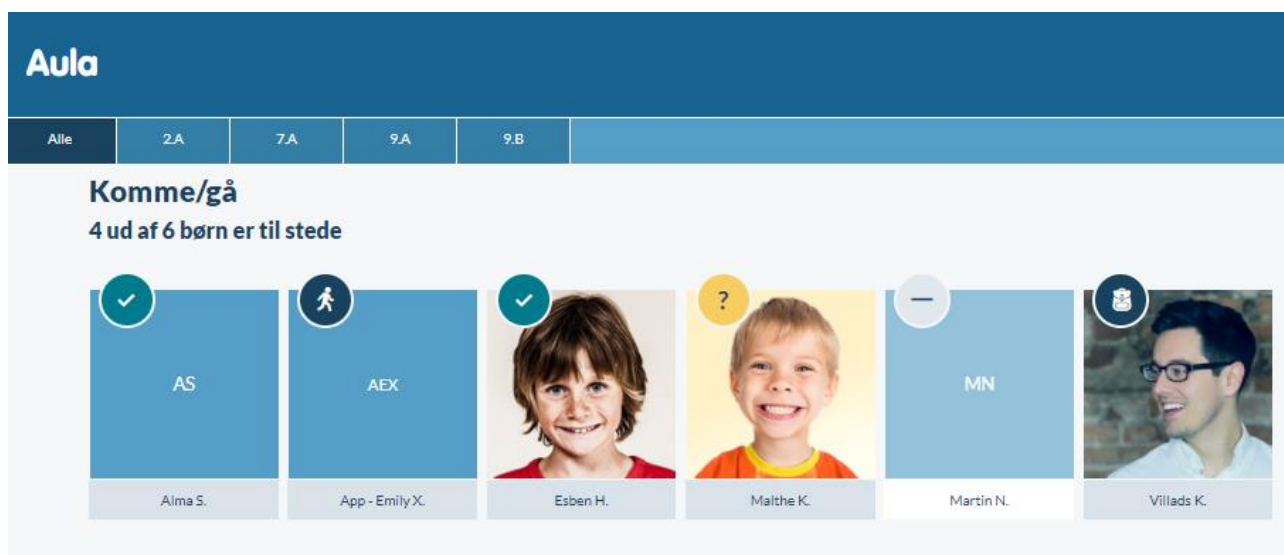 Aula
Alle 2.A 7.A 9.A 9.B
Komme/gå
4 ud af 6 børn er til stede
?
AS AEX MN
Alma S. App - Emily X. Esben H. Malthe K. Martin N. Villads K.